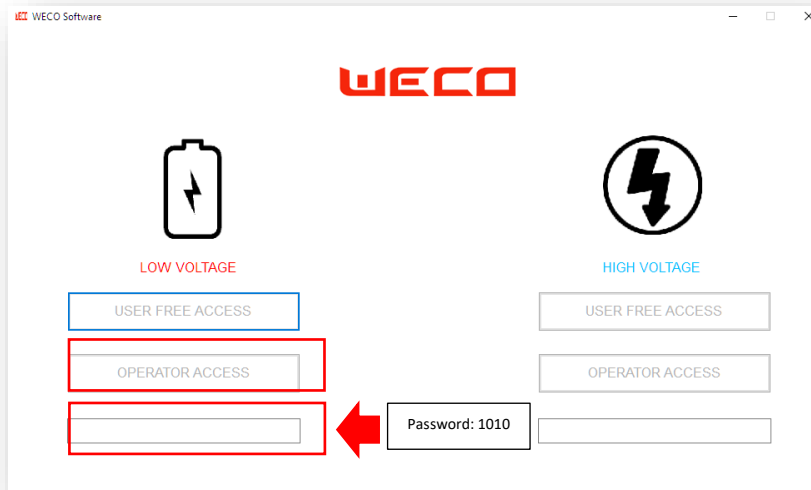 WECO WECO Software
WECO
LOW VOLTAGE
HIGH VOLTAGE
USER FREE ACCESS
USER FREE ACCESS
OPERATOR ACCESS
OPERATOR ACCESS
Password: 1010